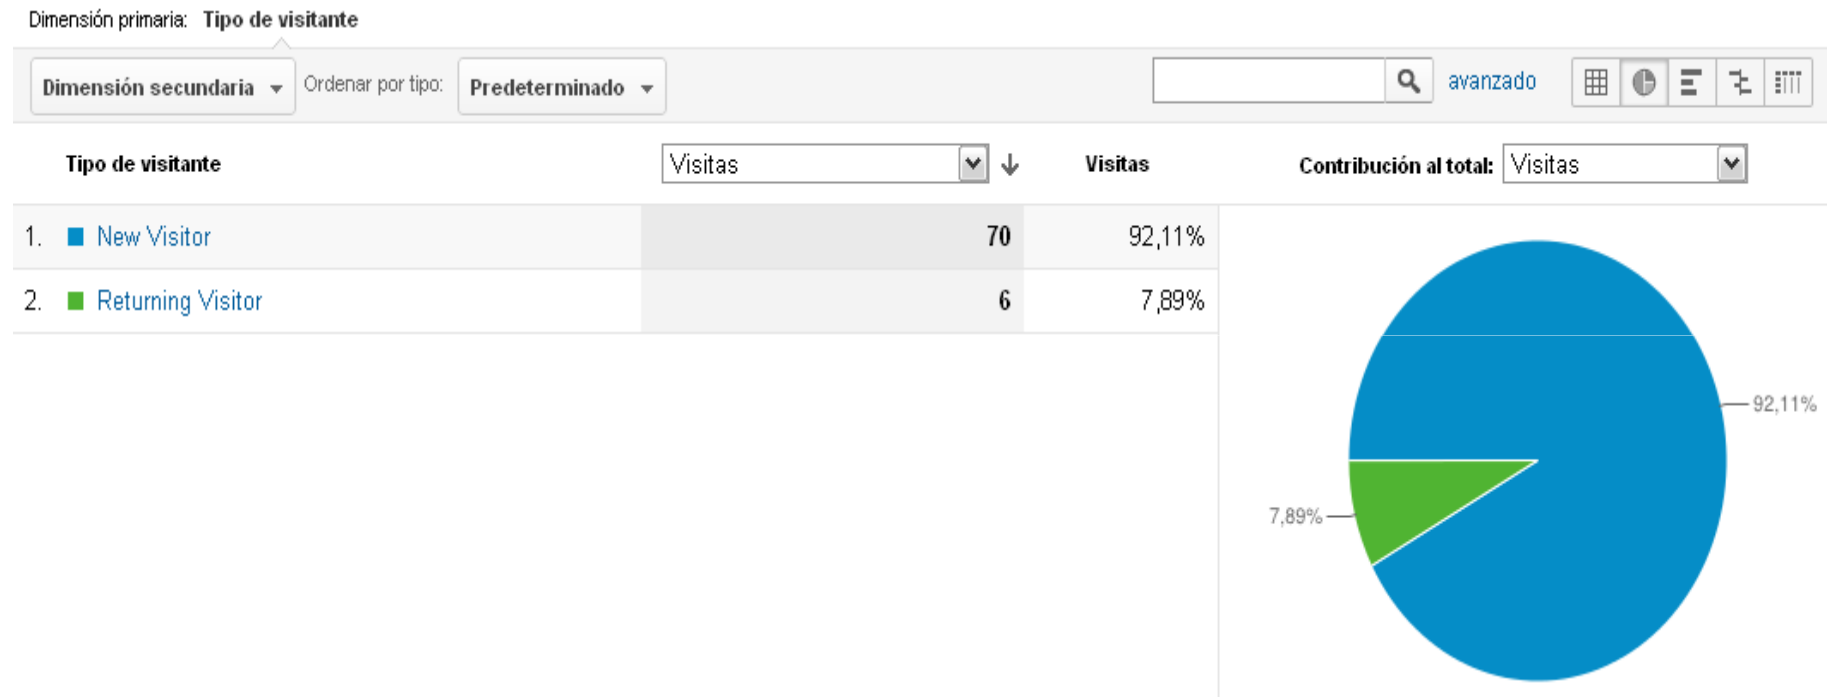 Dimensión primaria: Tipo de visitante
Dimensión secundaria Ordenar por tipo: Predeterminado avanzado
Tipo de visitante Visitas Visitas Contribución al total: Visitas
1. New Visitor 70 92,11%
2. Returning Visitor 6 7,89%
92,11%
7,89%